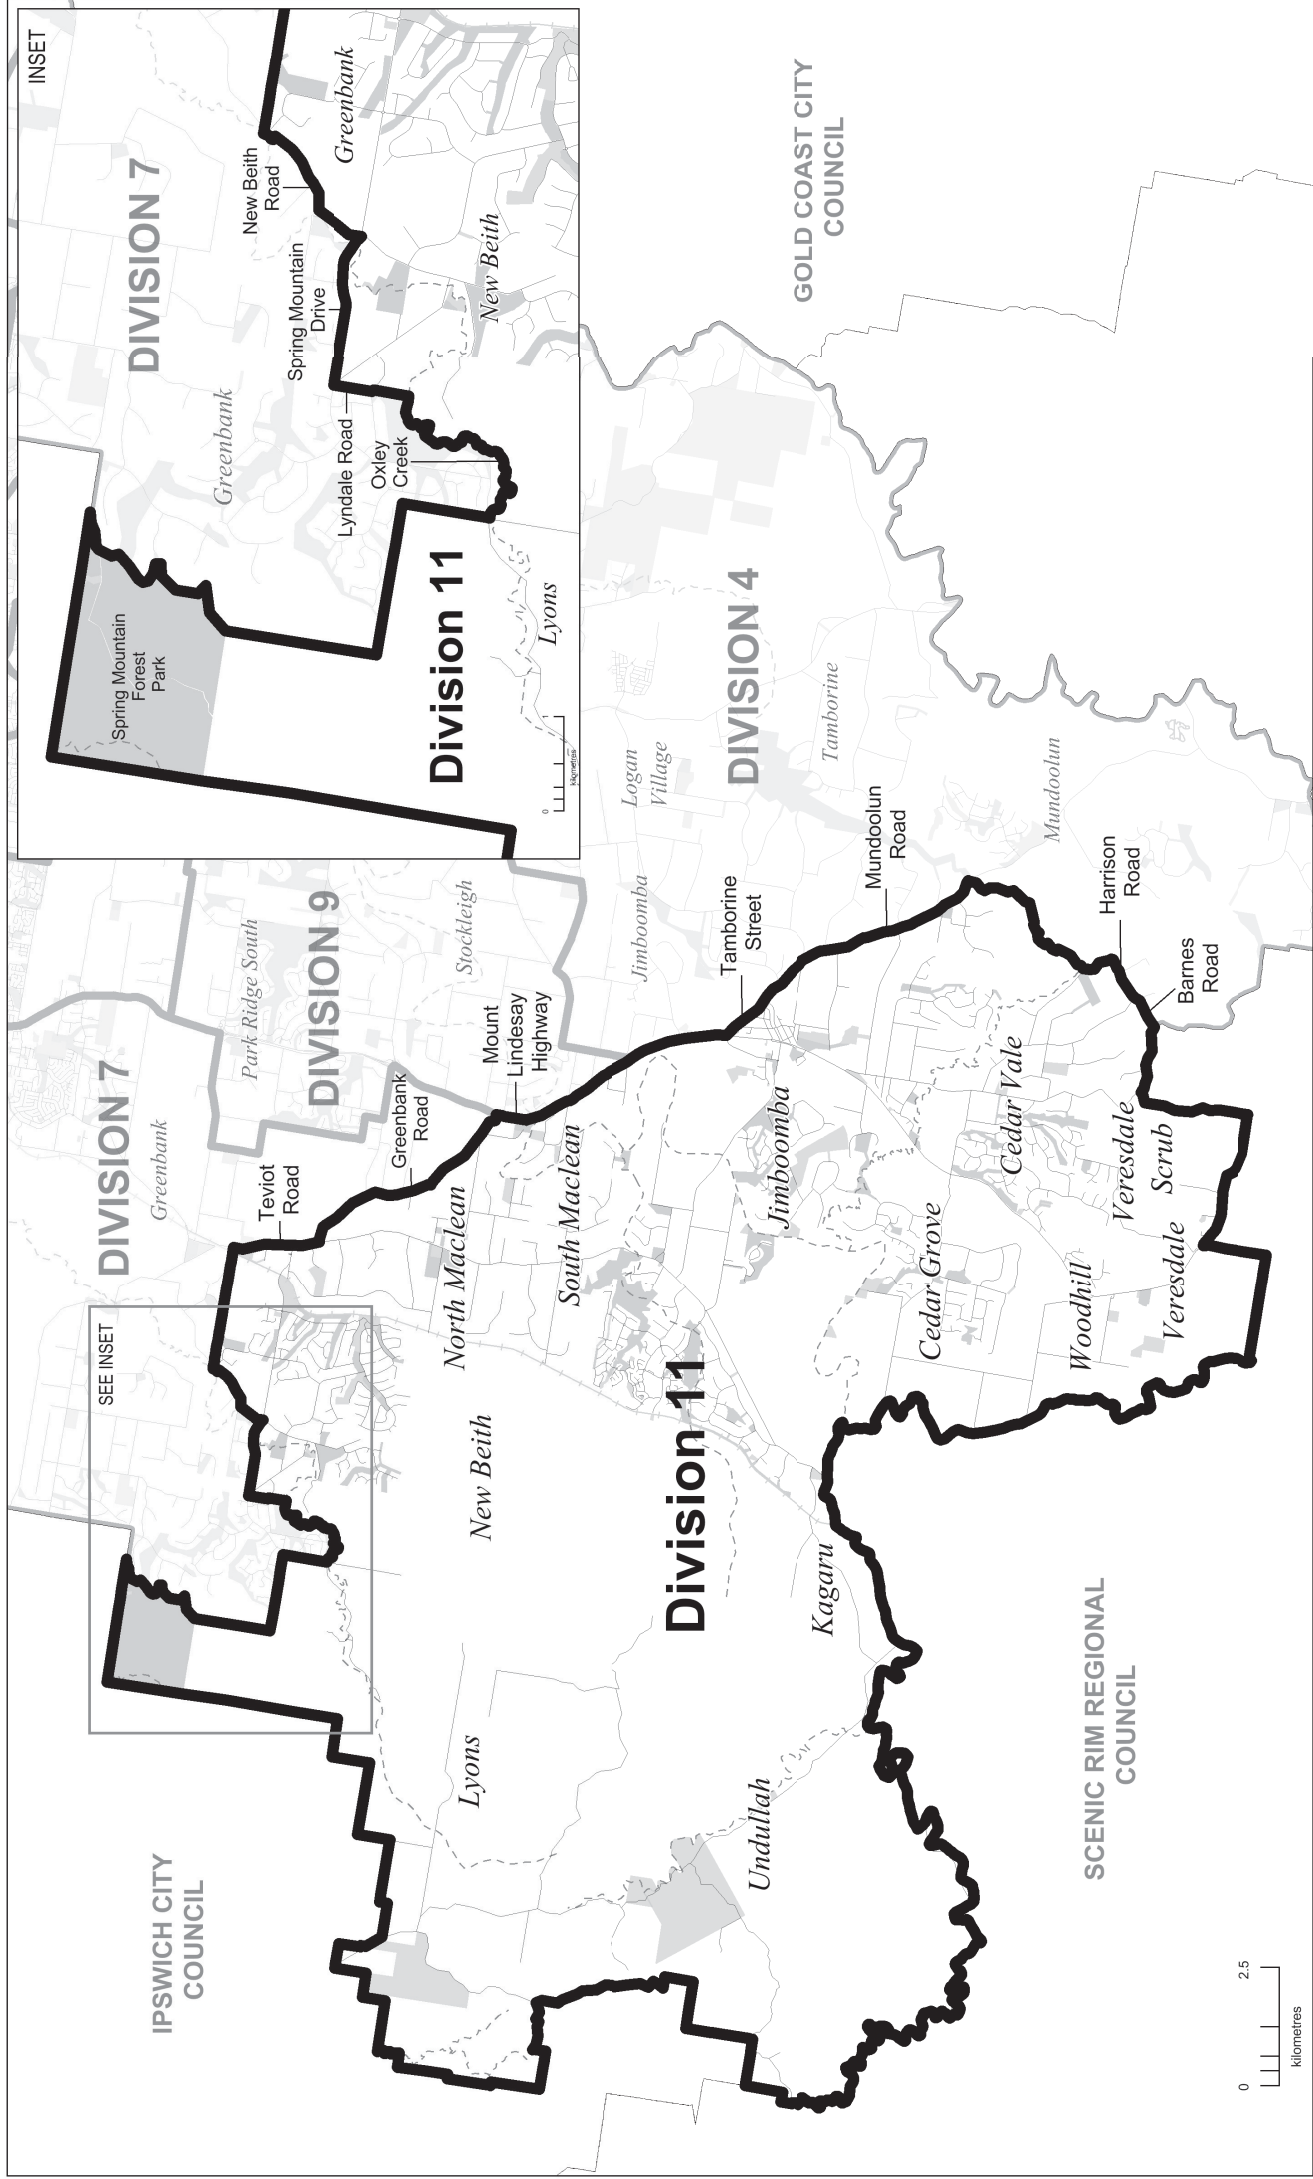 INSET
DIVISION 7
New Beith
Road
Greenbank
Spring Mountain
Drive
New Beith
Greenbank
Lyndale Road
Oxley
Creek
Spring Mountain
Forest
Park
Division 11
Lyons
0
kilometres
IPSWICH CITY
COUNCIL
SEE INSET
DIVISION 7
Greenbank
Teviot
Road
Park Ridge South
DIVISION 9
Greenbank
Road
Stockleigh
Mount
Lindesay
Highway
North Maclean
South Maclean
New Beith
Lyons
Jimboomba
Logan
Village
DIVISION 4
Tamborine
GOLD COAST CITY
COUNCIL
Tamborine
Street
Mundoolun
Road
Mundoolun
Division 11
Jimboomba
Undullah
Kagaru
Cedar Grove
Cedar Vale
Harrison
Road
Barnes
Road
Woodhill
Veresdale
Scrub
Veresdale
SCENIC RIM REGIONAL
COUNCIL
0
2.5
kilometres